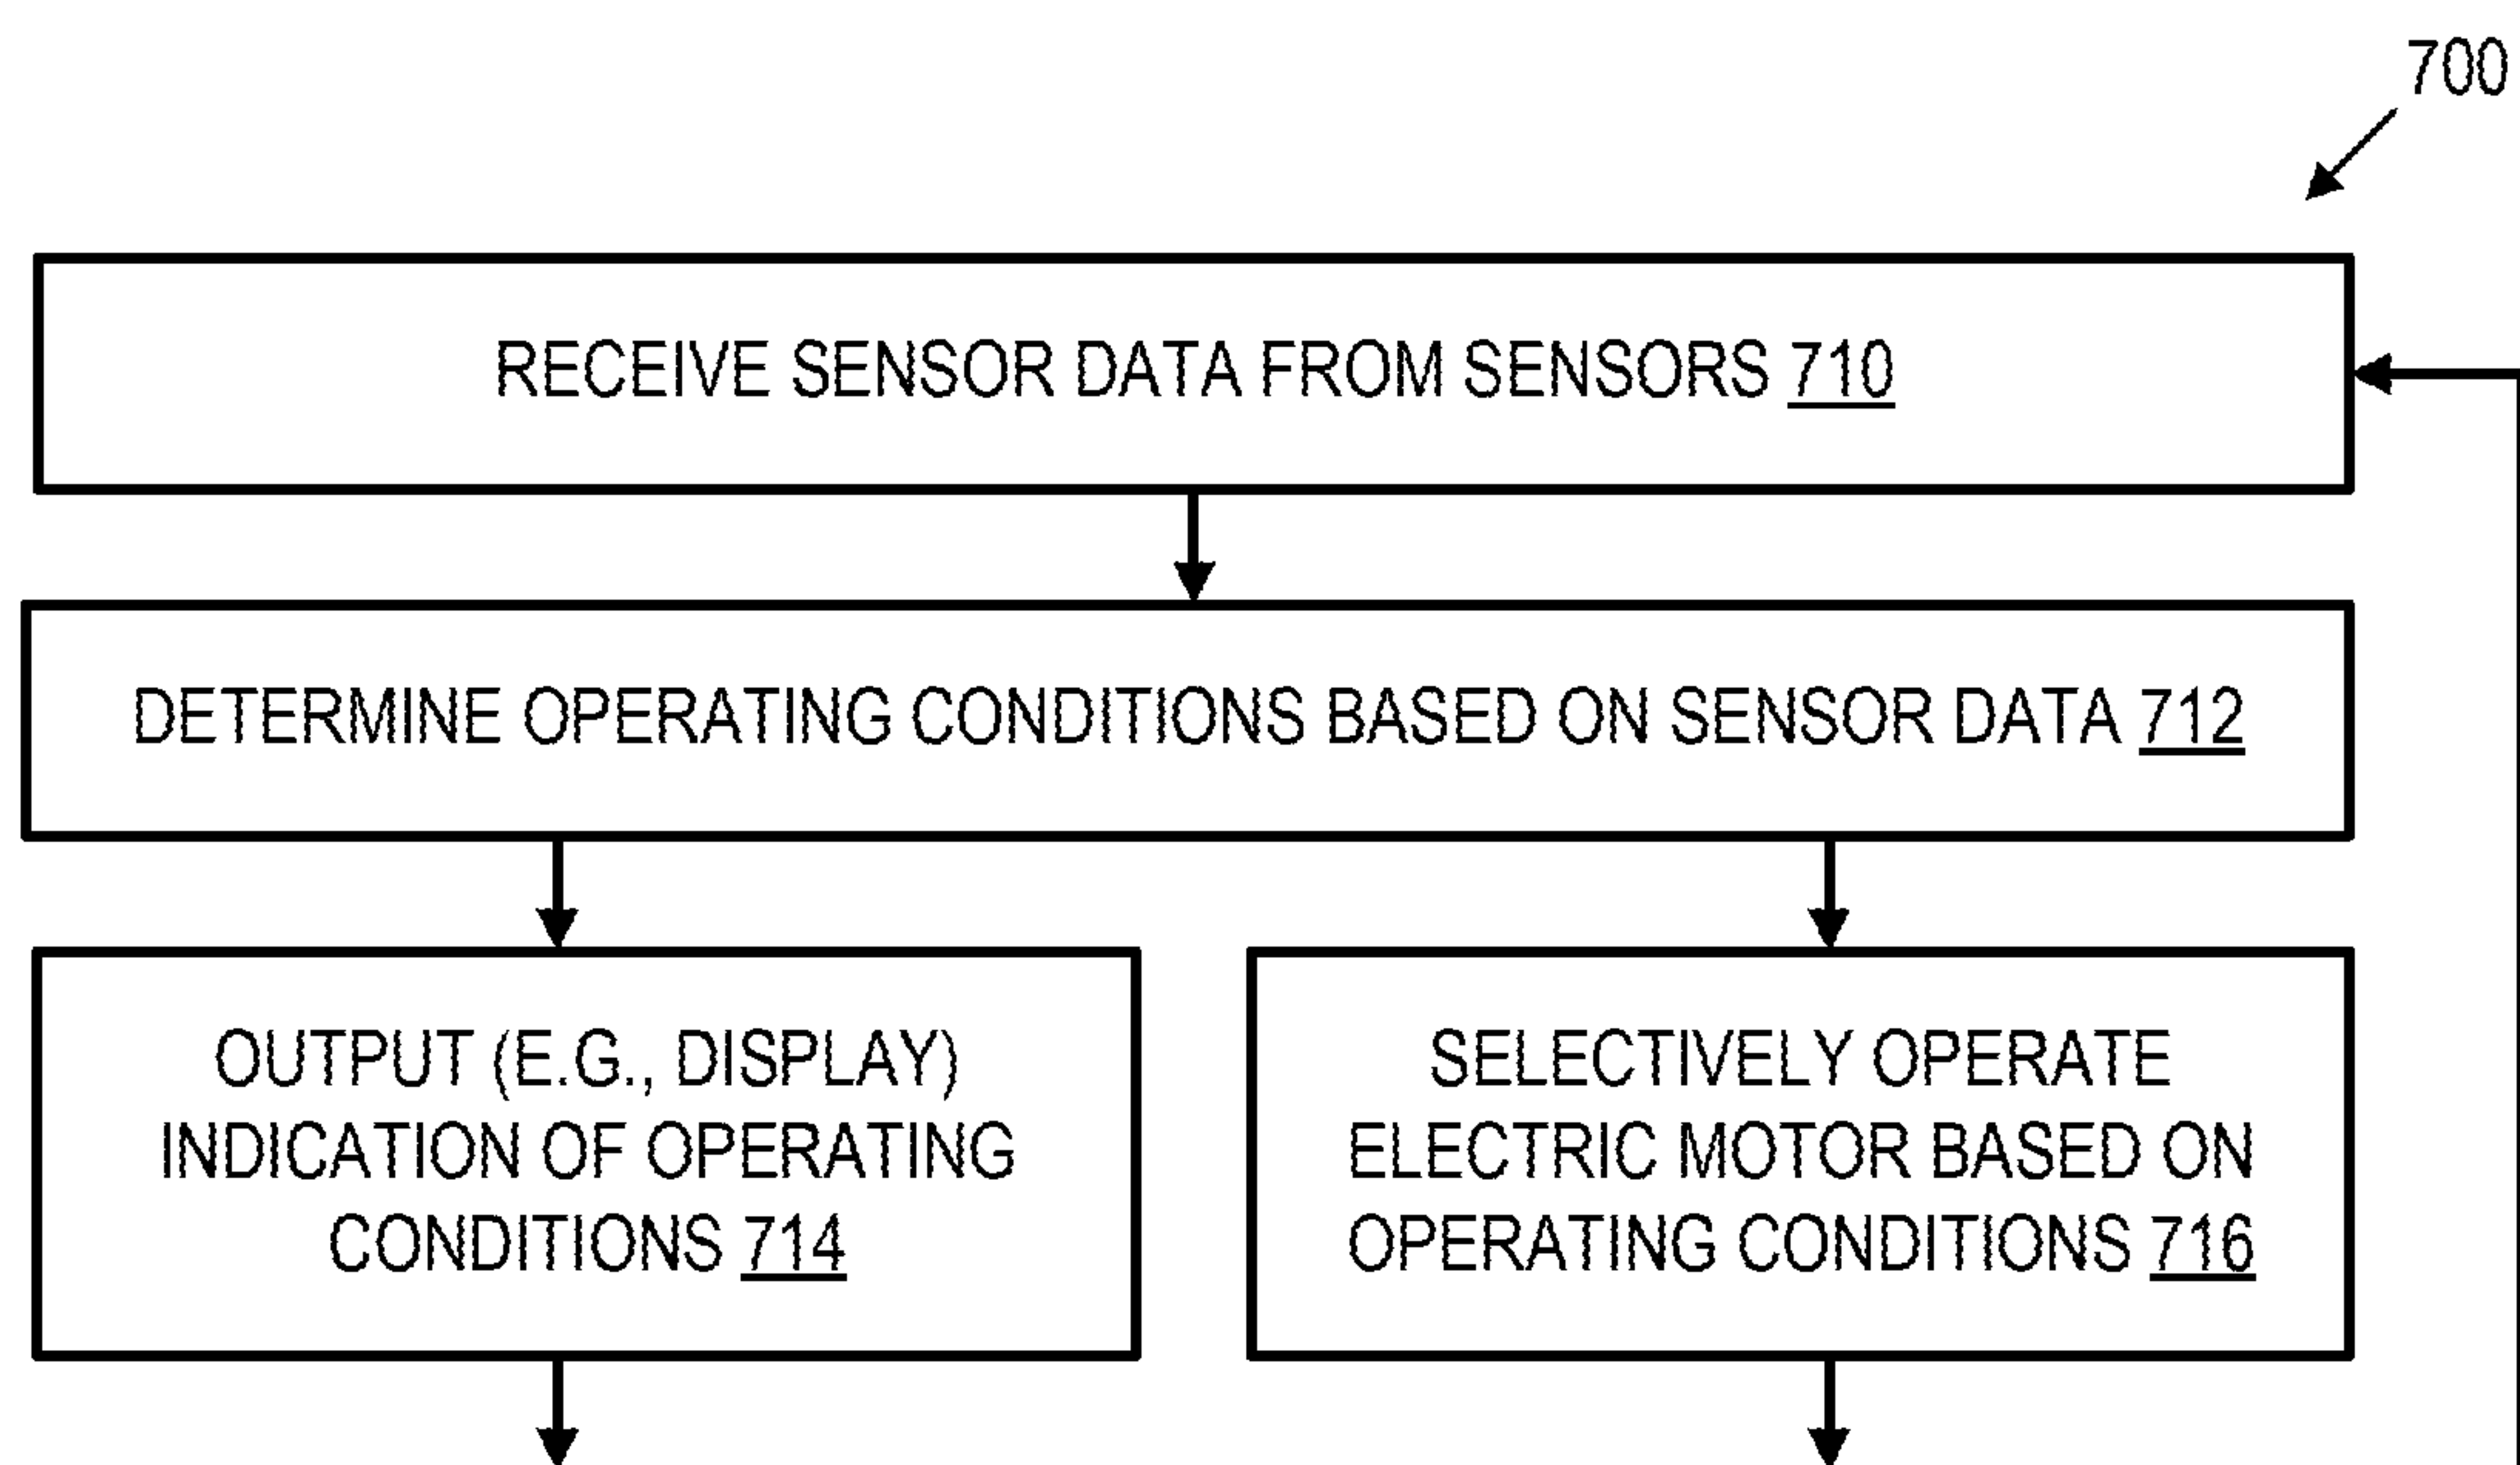 700
RECEIVE SENSOR DATA FROM SENSORS 710
DETERMINE OPERATING CONDITIONS BASED ON SENSOR DATA 712
OUTPUT (E.G., DISPLAY)
INDICATION OF OPERATING
CONDITIONS 714
SELECTIVELY OPERATE
ELECTRIC MOTOR BASED ON
OPERATING CONDITIONS 716